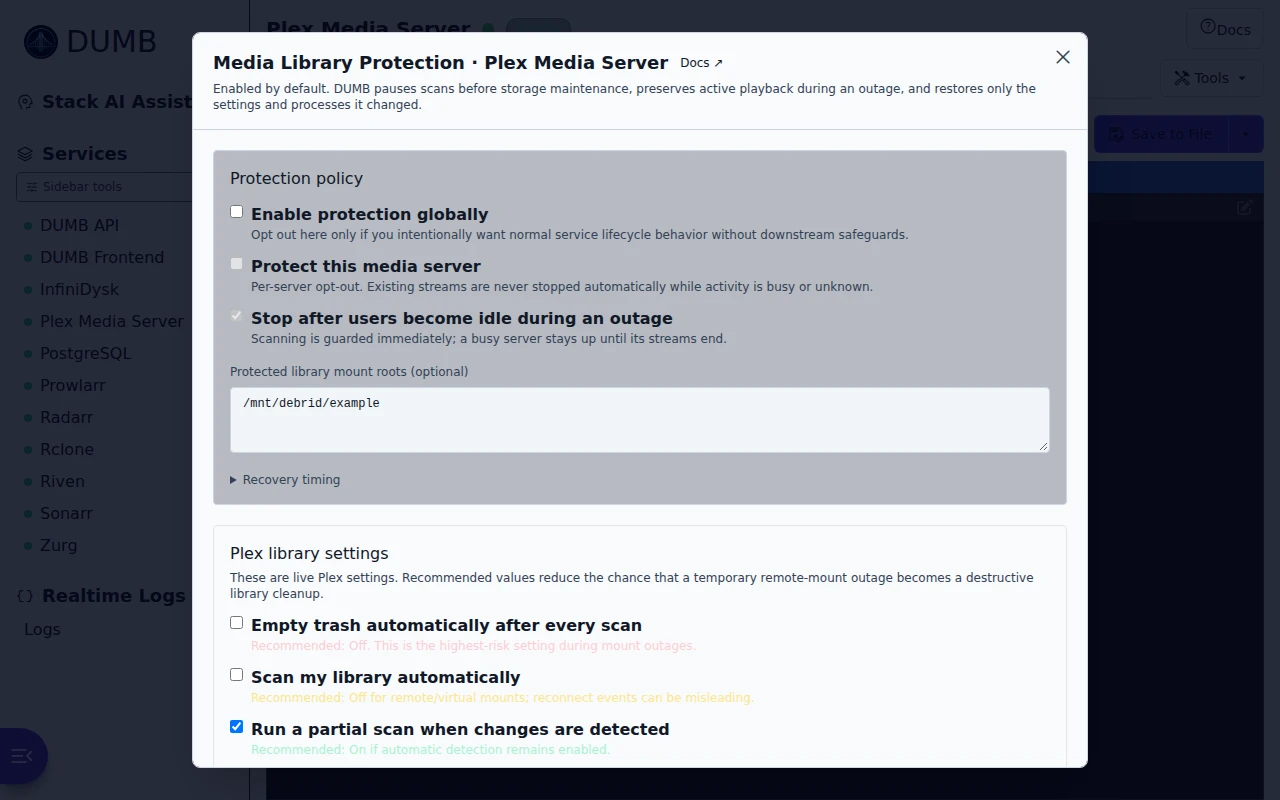 DUMB
Plex Media Server
Docs
Stack AI Assist
Tools
Services
Save to File
Sidebar tools
DUMB API
DUMB Frontend
InfiniDysk
Plex Media Server
PostgreSQL
Prowlarr
Radarr
Rclone
Riven
Sonarr
Zurg
Realtime Logs
Logs
Media Library Protection · Plex Media Server Docs ↗
Enabled by default. DUMB pauses scans before storage maintenance, preserves active playback during an outage, and restores only the
settings and processes it changed.
Protection policy
Enable protection globally
Opt out here only if you intentionally want normal service lifecycle behavior without downstream safeguards.
Protect this media server
Per-server opt-out. Existing streams are never stopped automatically while activity is busy or unknown.
Stop after users become idle during an outage
Scanning is guarded immediately; a busy server stays up until its streams end.
Protected library mount roots (optional)
/mnt/debrid/example
Recovery timing
Plex library settings
These are live Plex settings. Recommended values reduce the chance that a temporary remote-mount outage becomes a destructive
library cleanup.
Empty trash automatically after every scan
Recommended: Off. This is the highest-risk setting during mount outages.
Scan my library automatically
Recommended: Off for remote/virtual mounts; reconnect events can be misleading.
Run a partial scan when changes are detected
Recommended: On if automatic detection remains enabled.